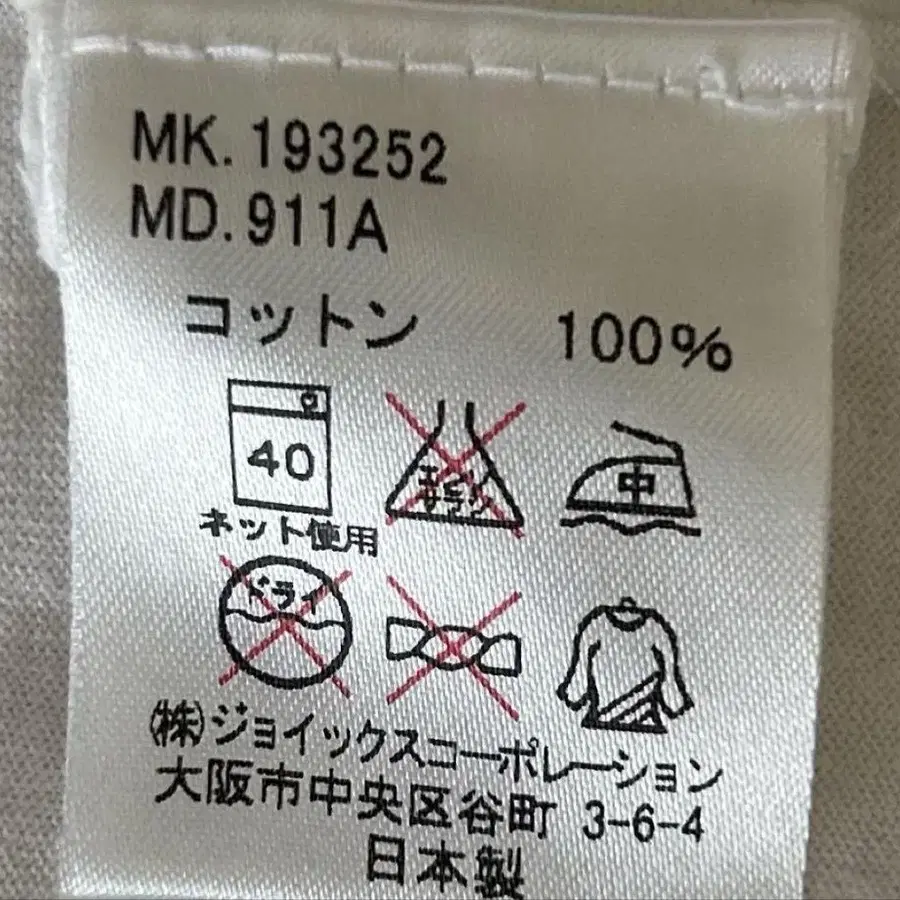 MK.193252
MD.911A
コットン 100%
40
エンソ
サラシ
中
ネット使用
ドライ
㈱ジョイックスコーポレーション
大阪市中央区谷町 3-6-4
日本製